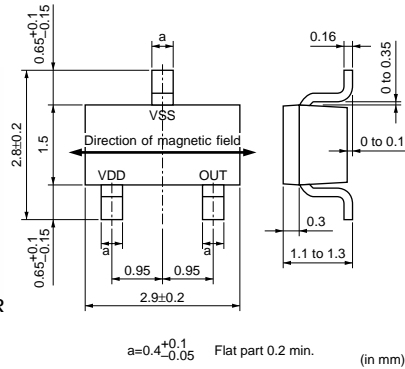 0.65+0.1 −0.15
a
0.16
0 to 0.35
VSS
2.8±0.2
1.5
Direction of magnetic field
0 to 0.1
VDD OUT
0.65+0.1 −0.15
a a
0.3
0.95 0.95
1.1 to 1.3
2.9±0.2
R
a=0.4+0.1 −0.05 Flat part 0.2 min.
(in mm)